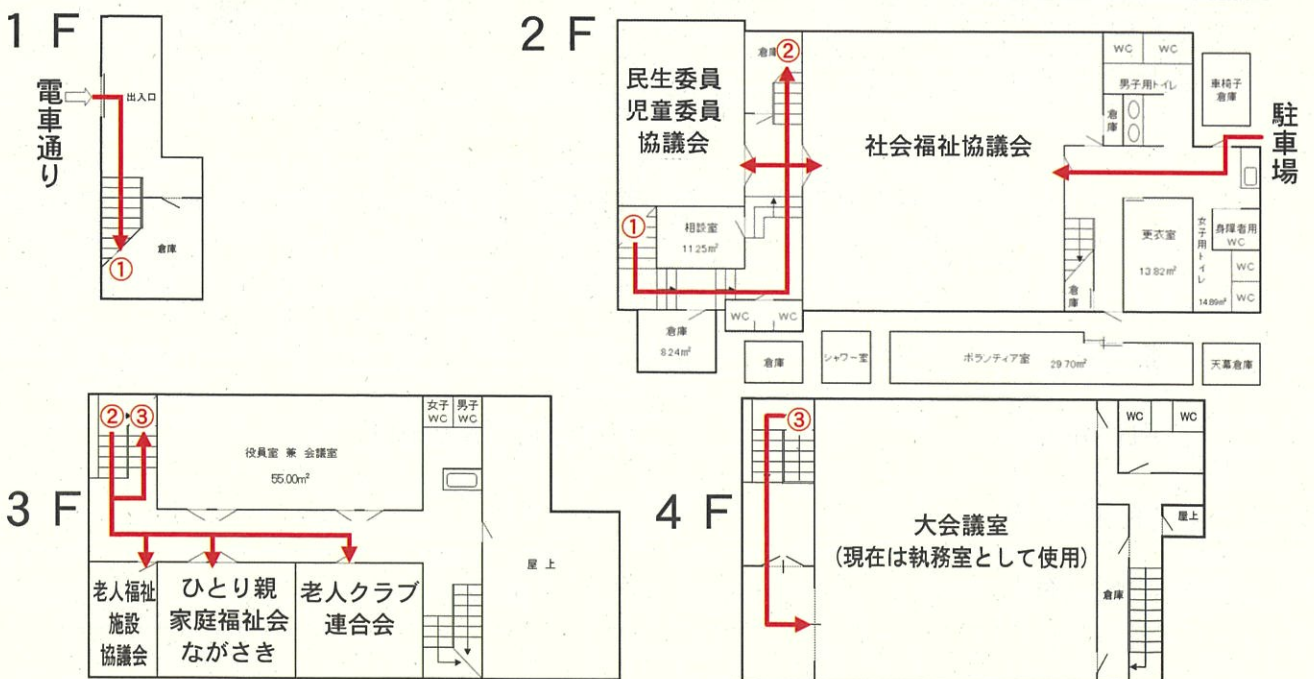 1F
電車通り
出入口
倉庫
①
2F
民生委員
児童委員
協議会
倉庫
②
社会福祉協議会
WC
WC
男子用トイレ
倉庫
車椅子
倉庫
駐車場
①
相談室
11.25m²
更衣室
13.82m²
女子用トイレ
14.89m²
身障者用
WC
WC
WC
倉庫
WC
WC
倉庫
8.24m²
倉庫
シャワー室
ボランティア室 29.70m²
天幕倉庫
3F
②
③
役員室 兼 会議室
55.00m²
女子
WC
男子
WC
屋上
老人福祉
施設
協議会
ひとり親
家庭福祉会
ながさき
老人クラブ
連合会
4F
③
大会議室
(現在は執務室として使用)
WC
WC
屋上
倉庫